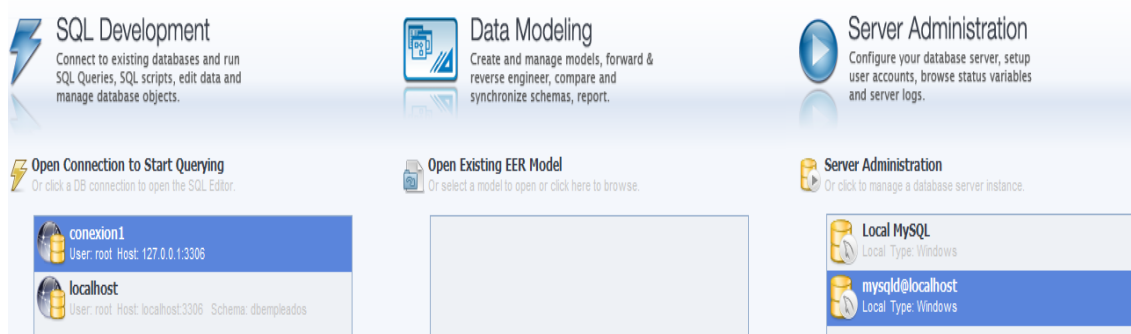 SQL Development
Connect to existing databases and run
SQL Queries, SQL scripts, edit data and
manage database objects.
Open Connection to Start Querying
Or click a DB connection to open the SQL Editor.
conexion1
User: root Host: 127.0.0.1:3306
localhost
User: root Host: localhost:3306 Schema: dbempleados
Data Modeling
Create and manage models, forward &
reverse engineer, compare and
synchronize schemas, report.
Open Existing EER Model
Or select a model to open or click here to browse.
Server Administration
Configure your database server, setup
user accounts, browse status variables
and server logs.
Server Administration
Or click to manage a database server instance.
Local MySQL
Local Type: Windows
mysqld@localhost
Local Type: Windows